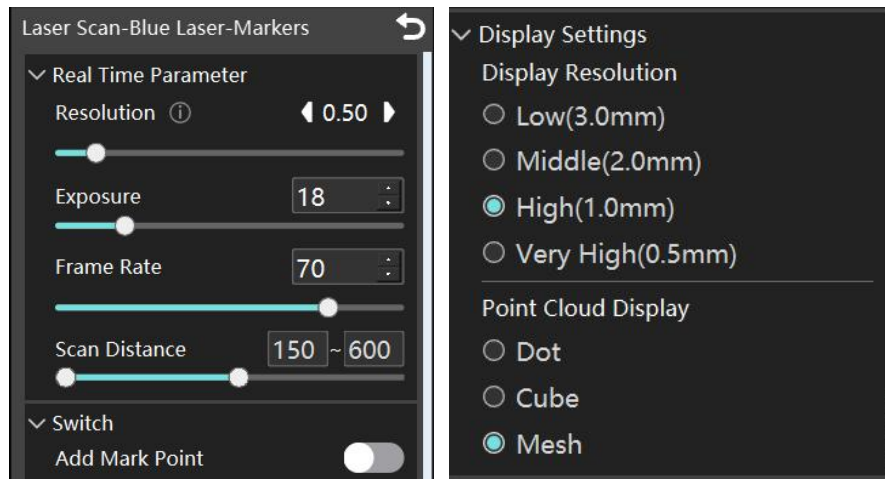 Laser Scan-Blue Laser-Markers
Real Time Parameter
Resolution ⓘ 0.50
Exposure 18
Frame Rate 70
Scan Distance 150 ~ 600
Switch
Add Mark Point
Display Settings
Display Resolution
Low(3.0mm)
Middle(2.0mm)
High(1.0mm)
Very High(0.5mm)
Point Cloud Display
Dot
Cube
Mesh